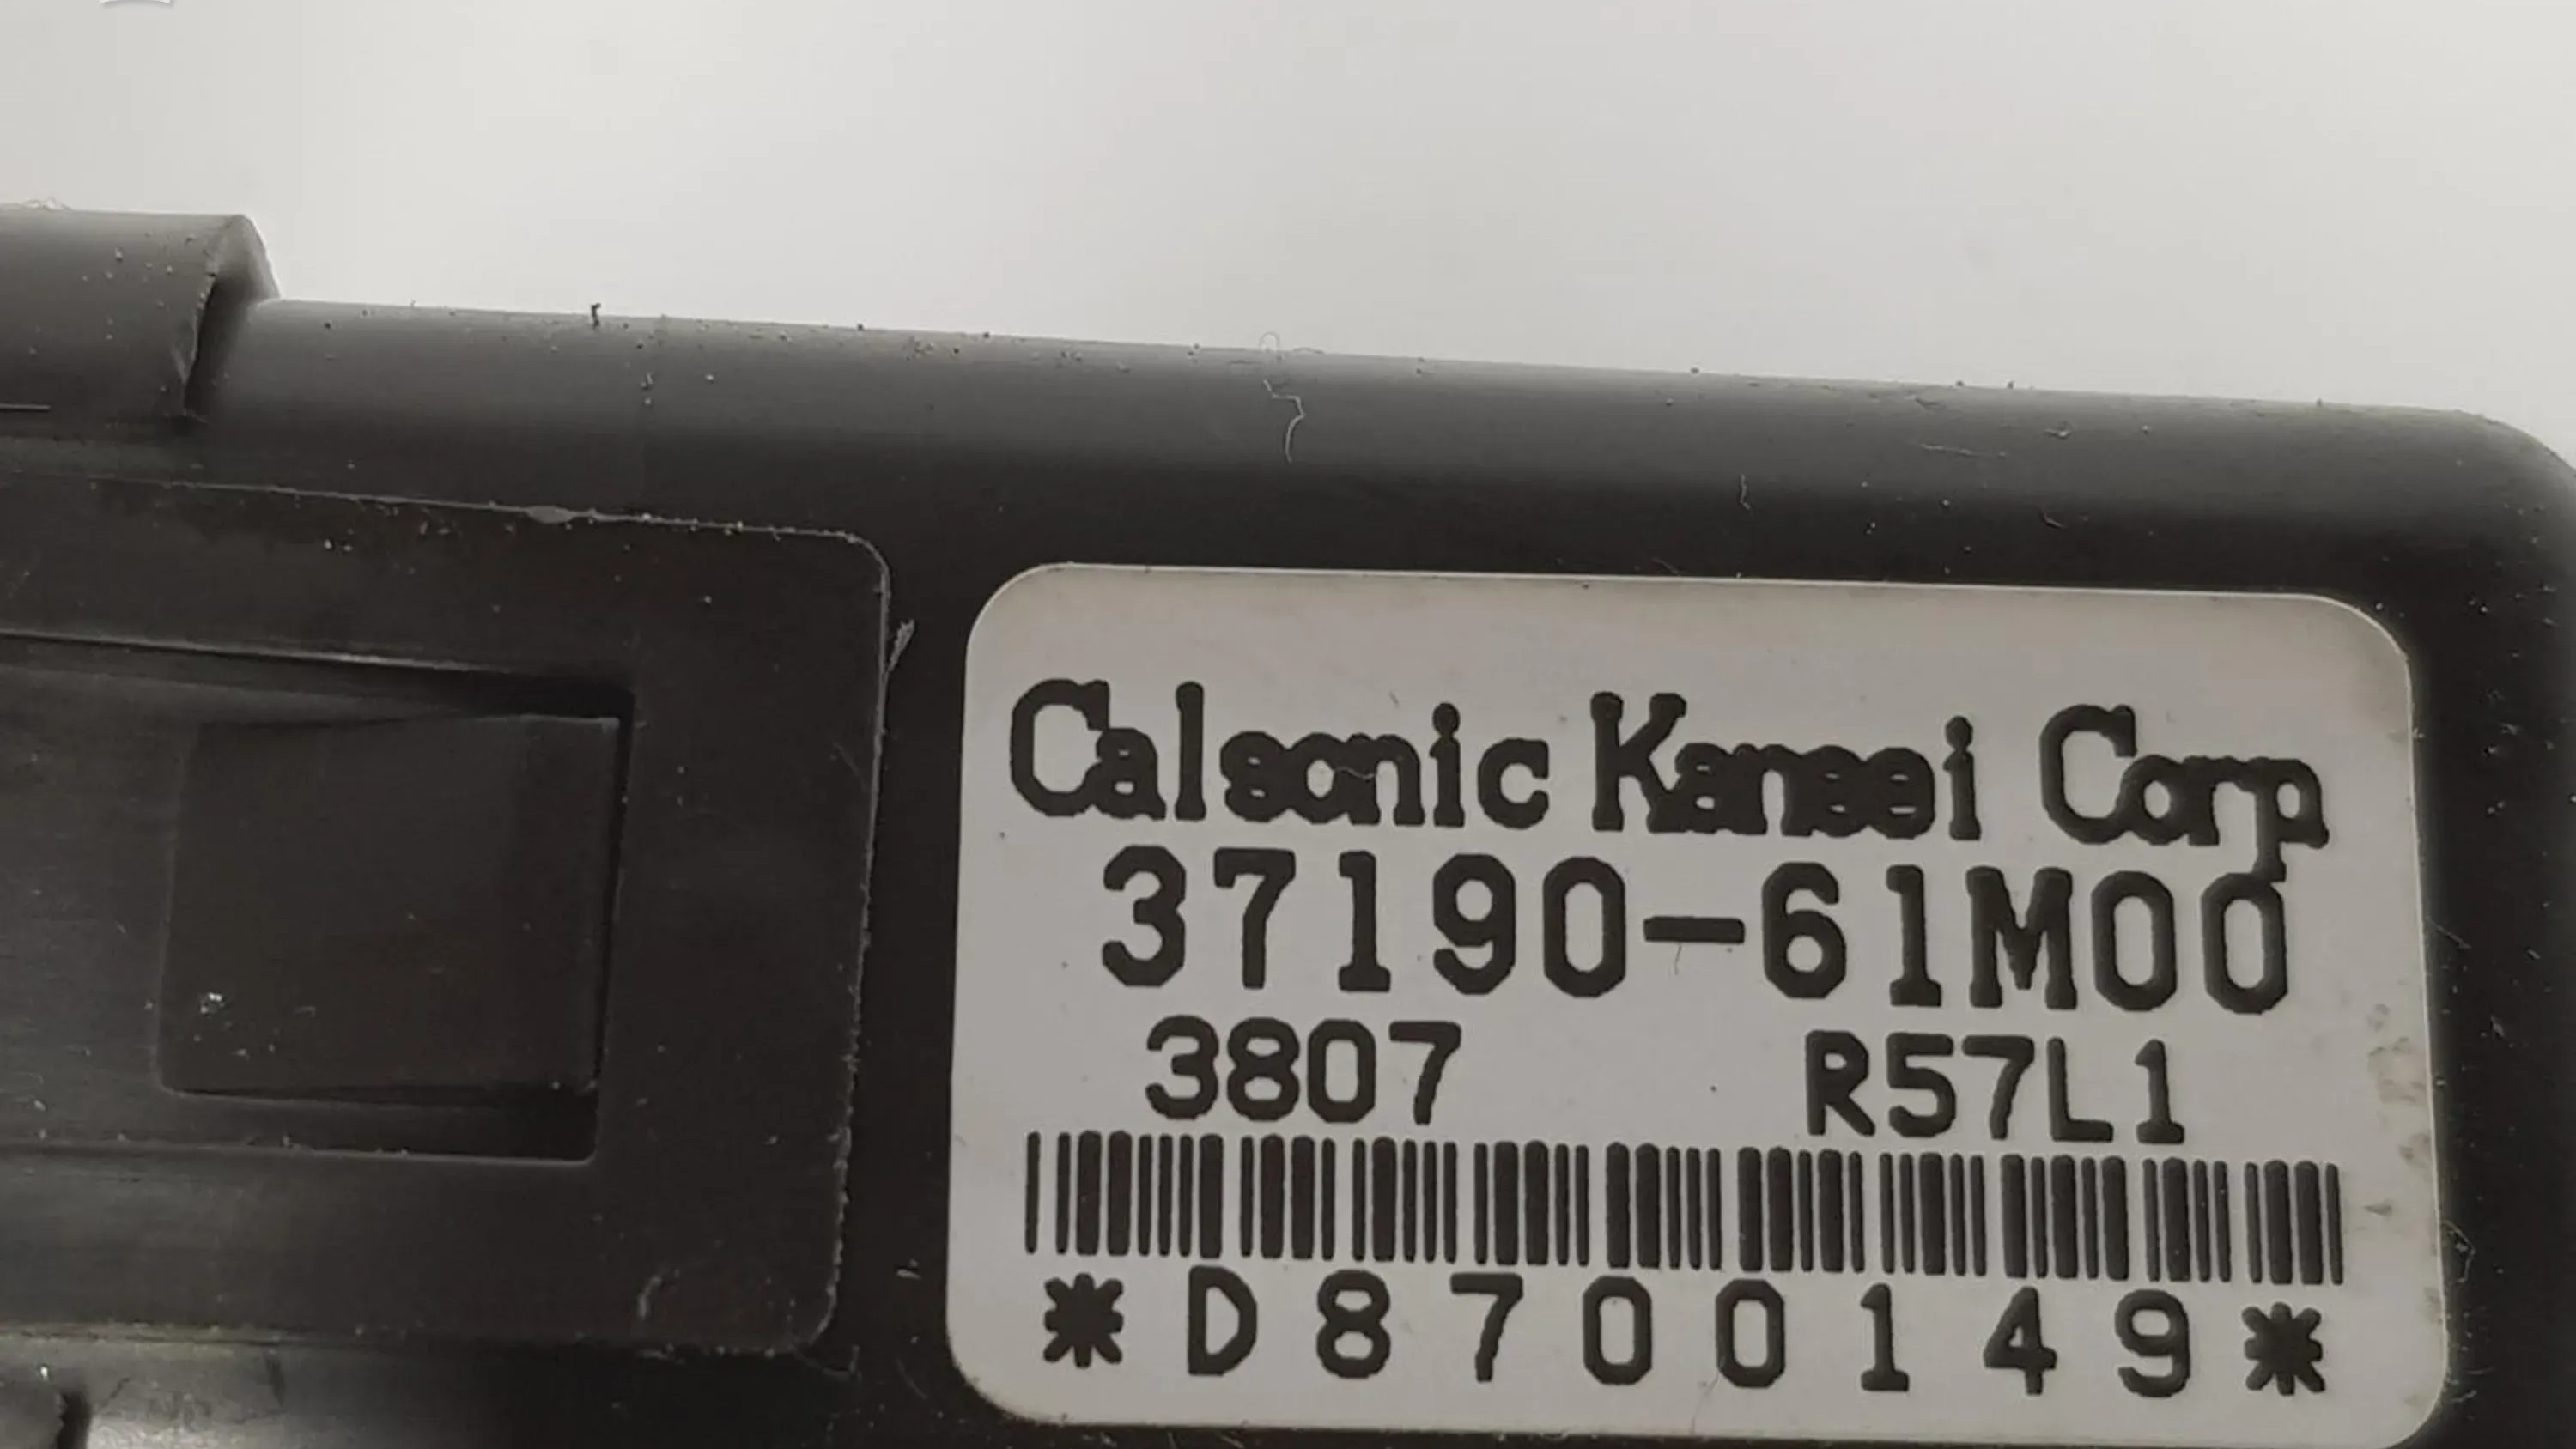 Calsonic Kansei Corp
37190-61M00
3807 R57L1
*D8700149*